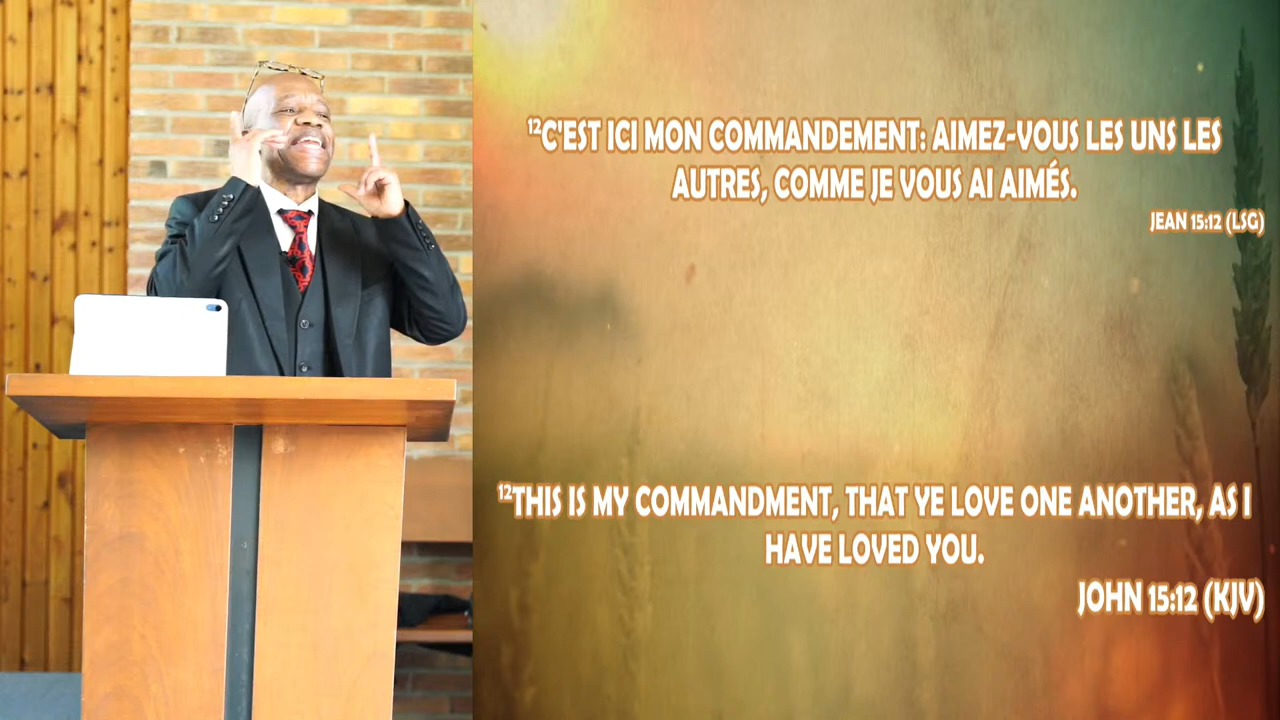 ¹²C'EST ICI MON COMMANDEMENT: AIMEZ-VOUS LES UNS LES
AUTRES, COMME JE VOUS AI AIMÉS.
JEAN 15:12 (LSG)
¹²THIS IS MY COMMANDMENT, THAT YE LOVE ONE ANOTHER, AS I
HAVE LOVED YOU.
JOHN 15:12 (KJV)